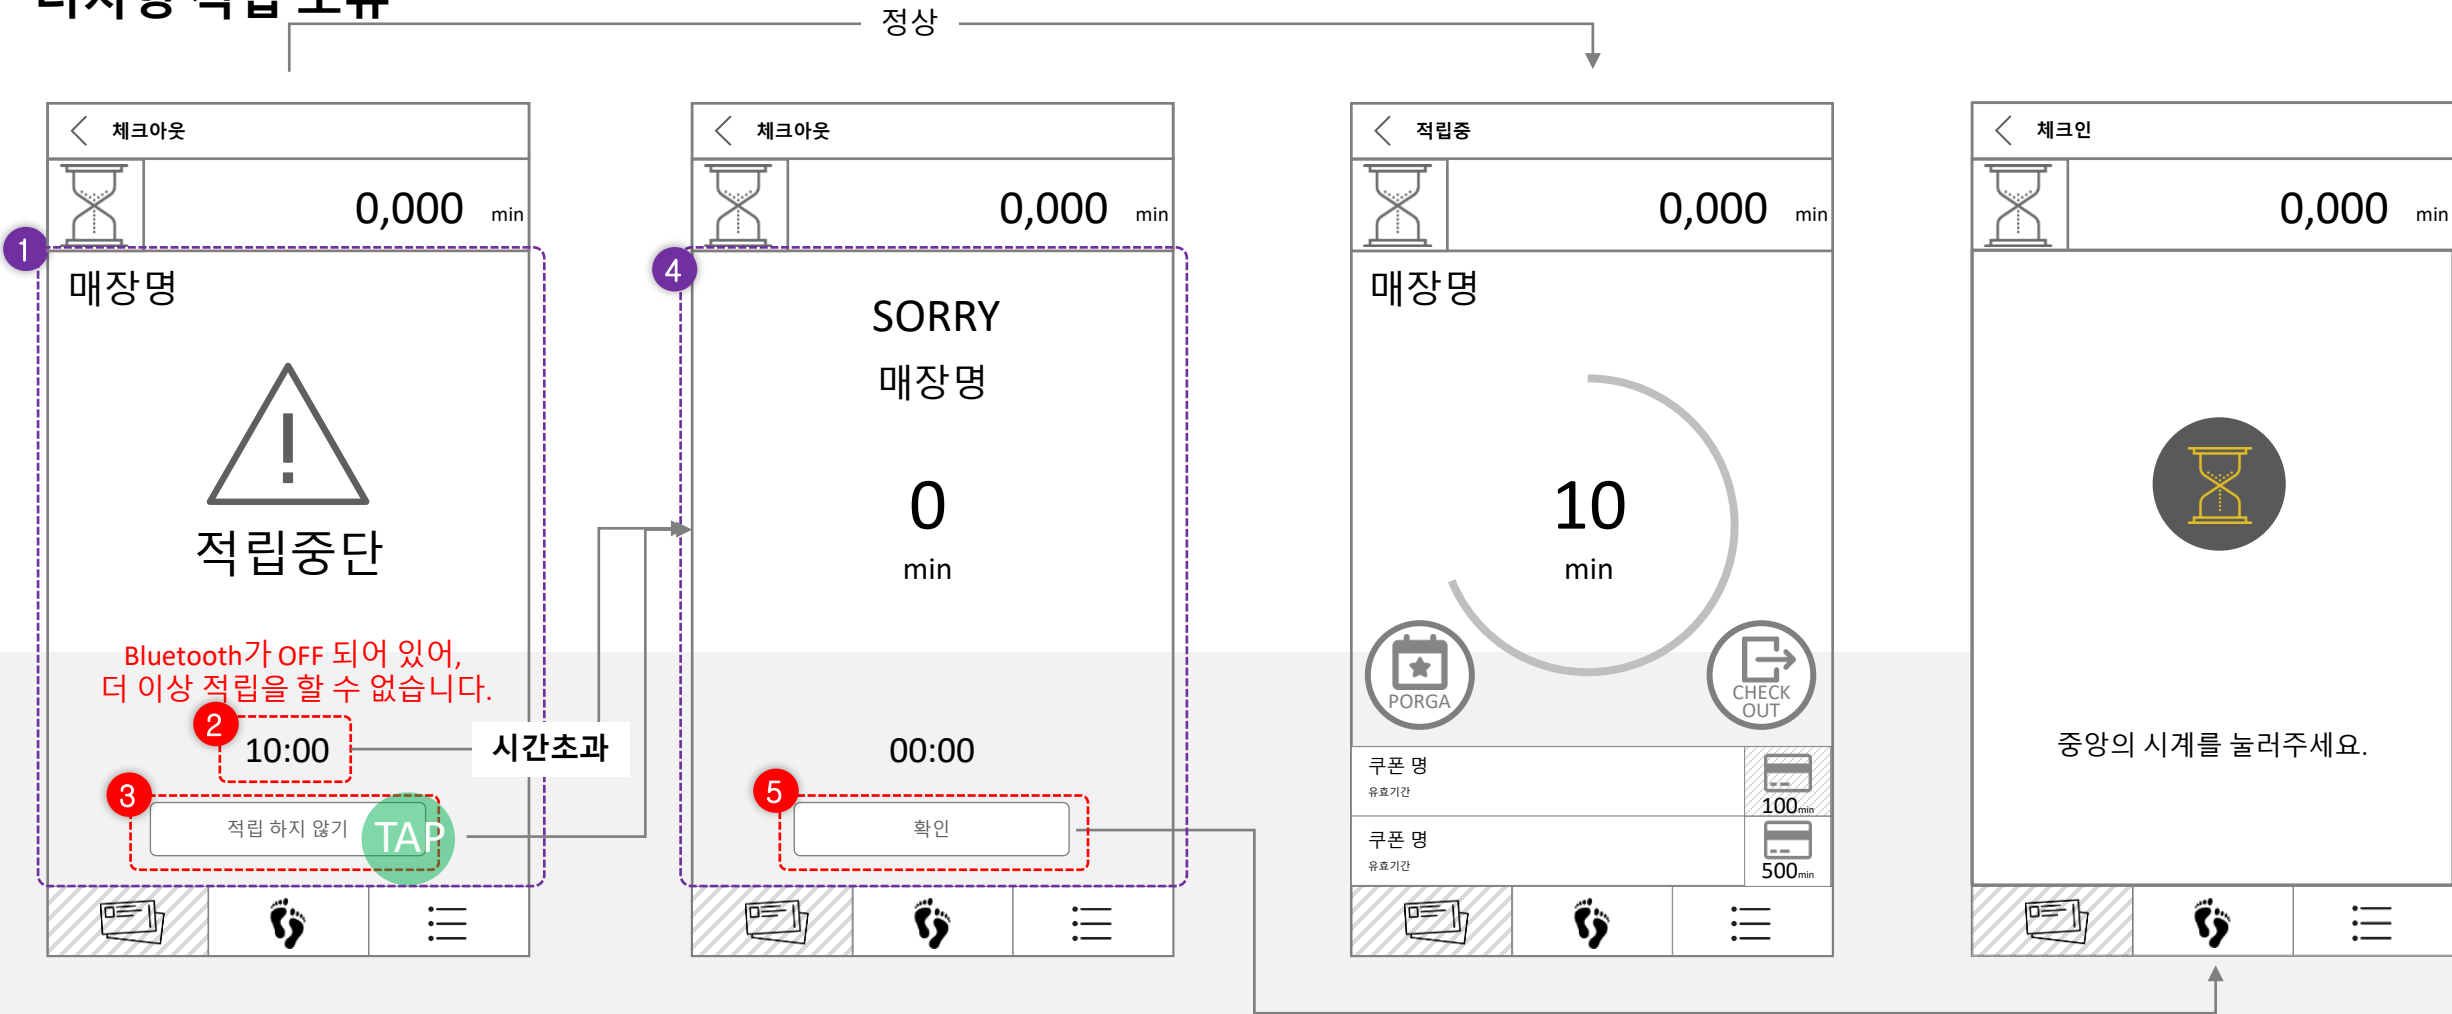 적립 오류
정상
체크아웃
0,000 min
1
매장명
적립중단
Bluetooth가 OFF 되어 있어,
더 이상 적립을 할 수 없습니다.
2
10:00
시간초과
3
적립 하지 않기
TAP
체크아웃
0,000 min
4
SORRY
매장명
0
min
00:00
5
확인
적립중
0,000 min
매장명
10
min
PORGA
CHECK
OUT
쿠폰 명
유효기간
100min
쿠폰 명
유효기간
500min
체크인
0,000 min
중앙의 시계를 눌러주세요.